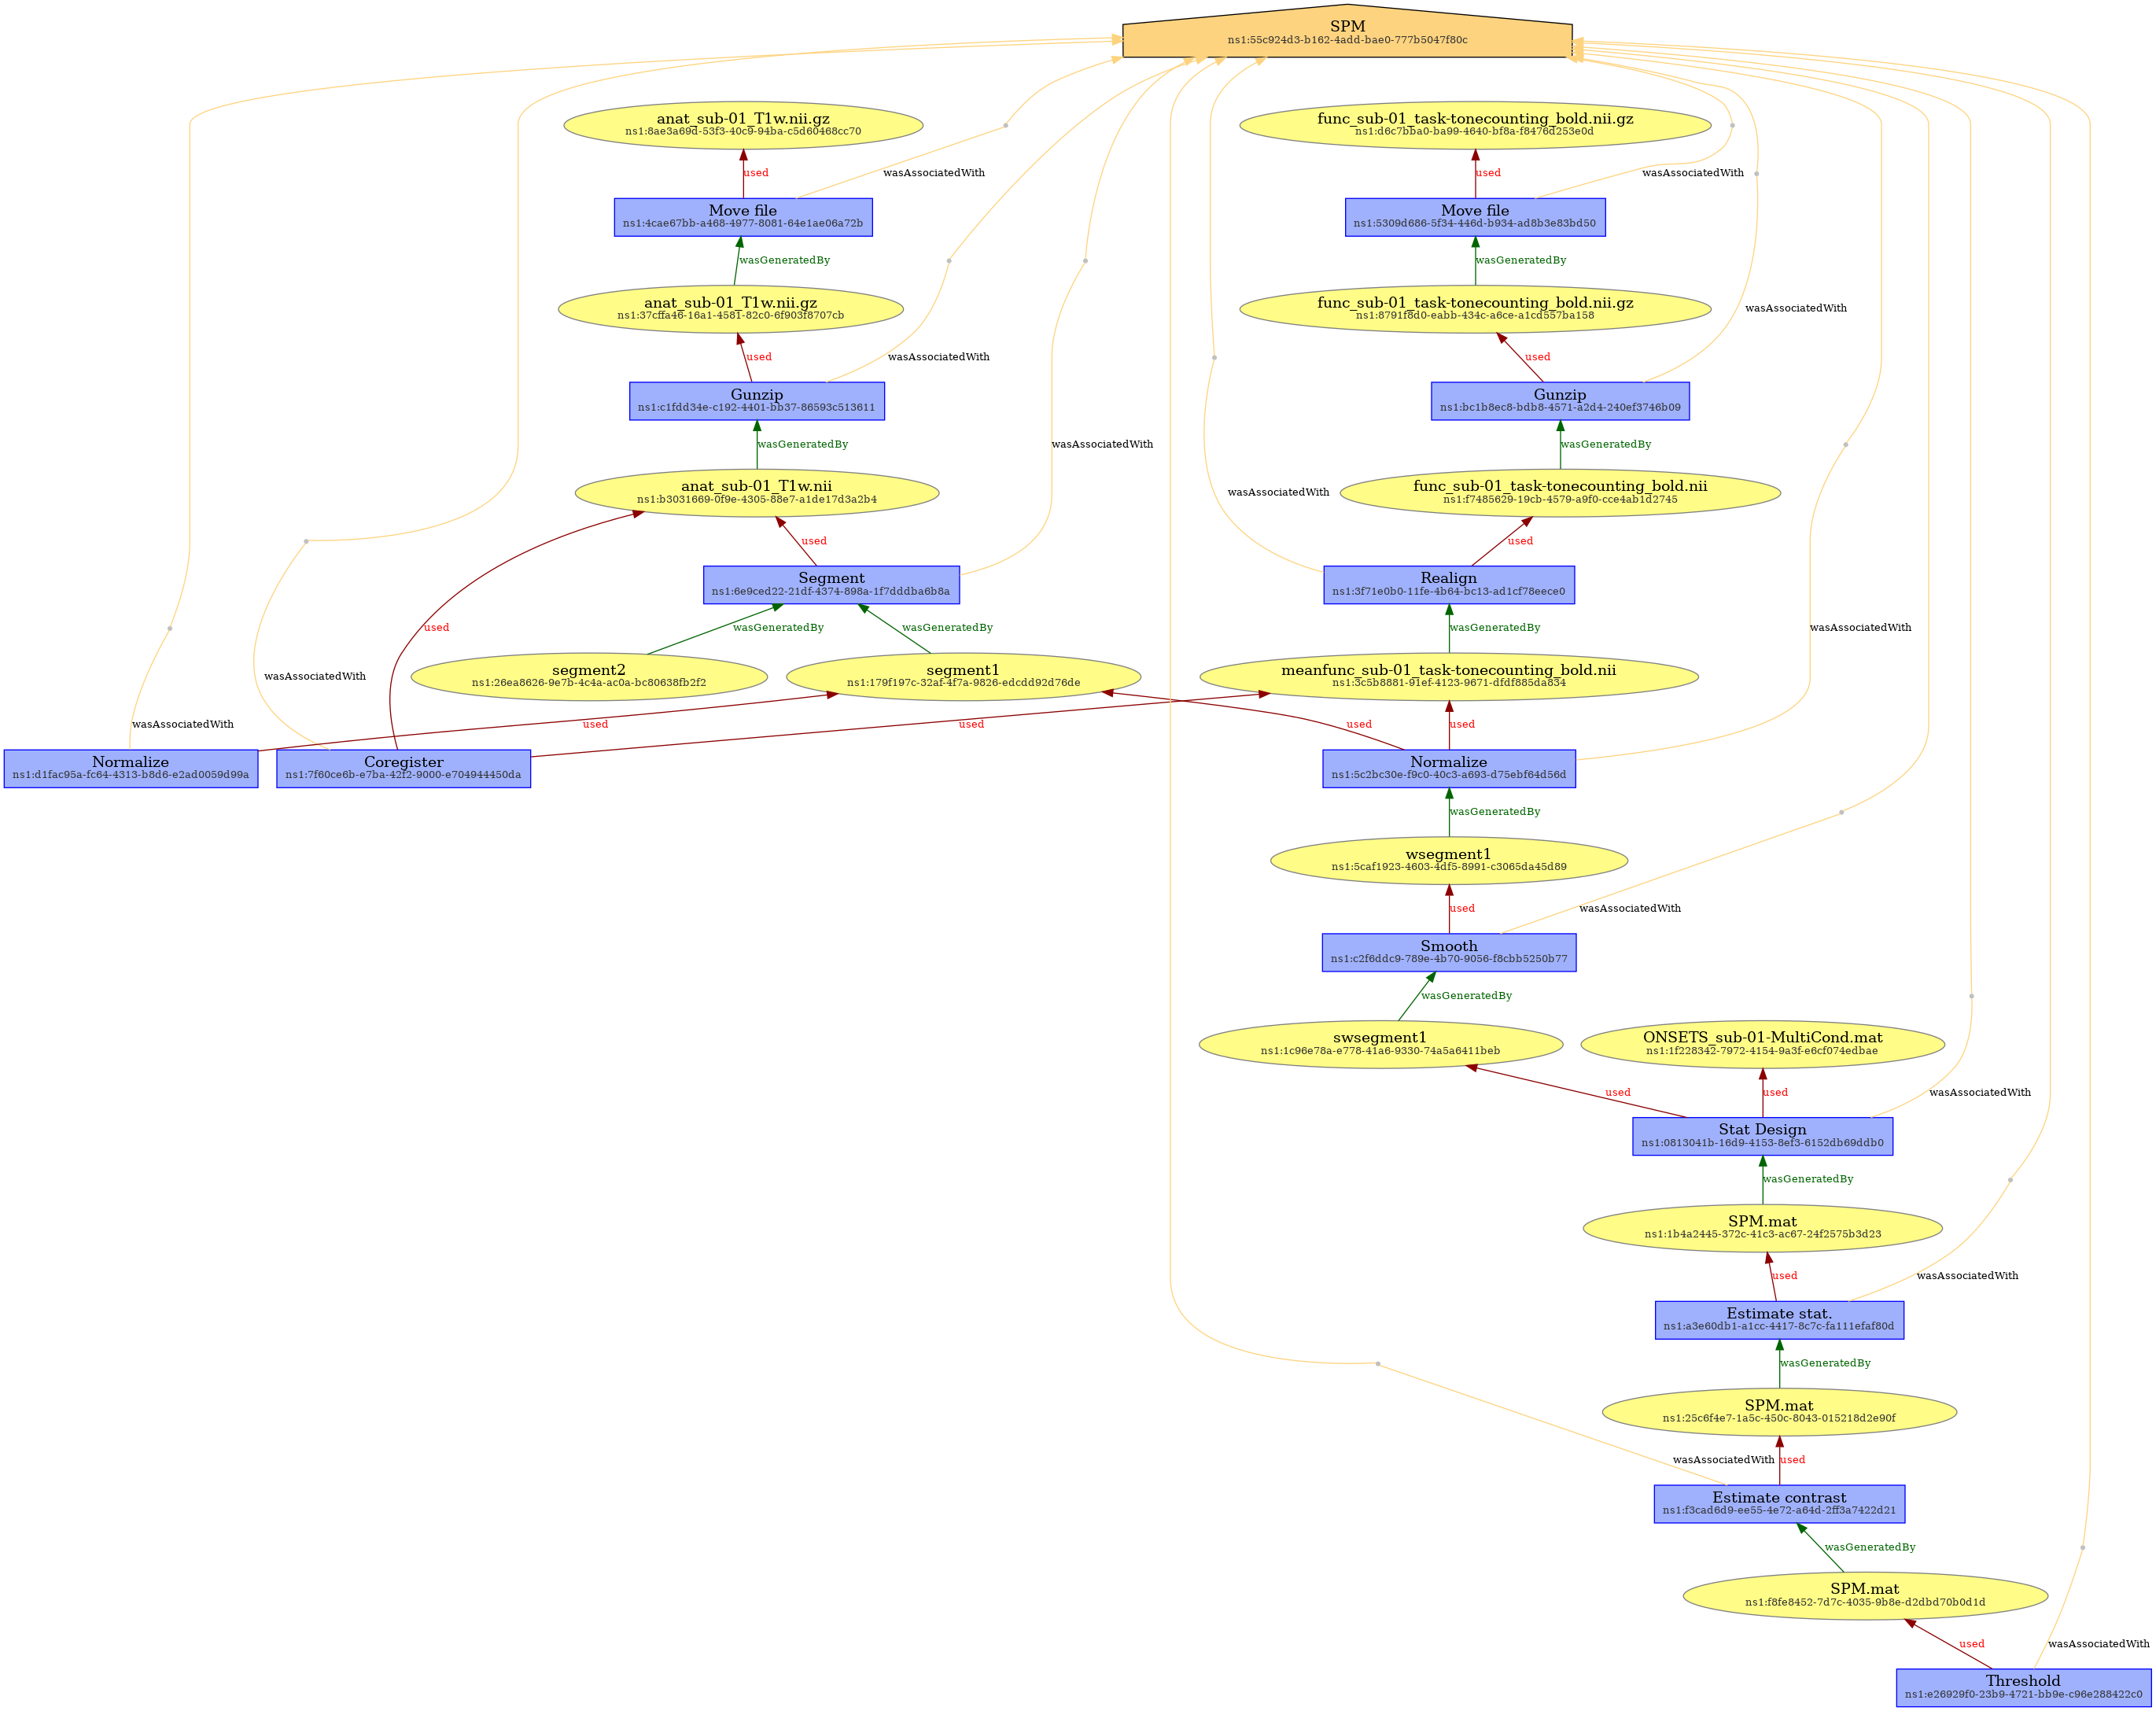 SPM
ns1:55c924d3-b162-4add-bae0-777b5047f80c
anat_sub-01_T1w.nii.gz
ns1:8ae3a69d-53f3-40c9-94ba-c5d60468cc70
func_sub-01_task-tonecounting_bold.nii.gz
ns1:d6c7bba0-ba99-4640-bf8a-f8476d253e0d
used
wasAssociatedWith
used
wasAssociatedWith
Move file
ns1:4cae67bb-a468-4977-8081-64e1ae06a72b
Move file
ns1:5309d686-5f34-446d-b934-ad8b3e83bd50
wasGeneratedBy
wasGeneratedBy
anat_sub-01_T1w.nii.gz
ns1:37cffa46-16a1-4581-82c0-6f903f8707cb
func_sub-01_task-tonecounting_bold.nii.gz
ns1:8791f8d0-eabb-434c-a6ce-a1cd557ba158
wasAssociatedWith
used
wasAssociatedWith
used
Gunzip
ns1:c1fdd34e-c192-4401-bb37-86593c513611
Gunzip
ns1:bc1b8ec8-bdb8-4571-a2d4-240ef3746b09
wasGeneratedBy
wasAssociatedWith
wasGeneratedBy
anat_sub-01_T1w.nii
ns1:b3031669-0f9e-4305-88e7-a1de17d3a2b4
wasAssociatedWith
func_sub-01_task-tonecounting_bold.nii
ns1:f7485629-19cb-4579-a9f0-cce4ab1d2745
used
used
Segment
ns1:6e9ced22-21df-4374-898a-1f7dddba6b8a
Realign
ns1:3f71e0b0-11fe-4b64-bc13-ad1cf78eece0
used
wasGeneratedBy
wasGeneratedBy
wasGeneratedBy
wasAssociatedWith
wasAssociatedWith
segment2
ns1:26ea8626-9e7b-4c4a-ac0a-bc80638fb2f2
segment1
ns1:179f197c-32af-4f7a-9826-edcdd92d76de
meanfunc_sub-01_task-tonecounting_bold.nii
ns1:3c5b8881-91ef-4123-9671-dfdf885da834
wasAssociatedWith
used
used
used
used
Normalize
ns1:d1fac95a-fc64-4313-b8d6-e2ad0059d99a
Coregister
ns1:7f60ce6b-e7ba-42f2-9000-e704944450da
Normalize
ns1:5c2bc30e-f9c0-40c3-a693-d75ebf64d56d
wasGeneratedBy
wsegment1
ns1:5caf1923-4603-4df5-8991-c3065da45d89
used
wasAssociatedWith
Smooth
ns1:c2f6ddc9-789e-4b70-9056-f8cbb5250b77
wasGeneratedBy
swsegment1
ns1:1c96e78a-e778-41a6-9330-74a5a6411beb
ONSETS_sub-01-MultiCond.mat
ns1:1f228342-7972-4154-9a3f-e6cf074edbae
used
used
wasAssociatedWith
Stat Design
ns1:0813041b-16d9-4153-8ef3-6152db69ddb0
wasGeneratedBy
SPM.mat
ns1:1b4a2445-372c-41c3-ac67-24f2575b3d23
used
wasAssociatedWith
Estimate stat.
ns1:a3e60db1-a1cc-4417-8c7c-fa111efaf80d
wasGeneratedBy
SPM.mat
ns1:25c6f4e7-1a5c-450c-8043-015218d2e90f
wasAssociatedWith
used
Estimate contrast
ns1:f3cad6d9-ee55-4e72-a64d-2ff3a7422d21
wasGeneratedBy
SPM.mat
ns1:f8fe8452-7d7c-4035-9b8e-d2dbd70b0d1d
used
wasAssociatedWith
Threshold
ns1:e26929f0-23b9-4721-bb9e-c96e288422c0